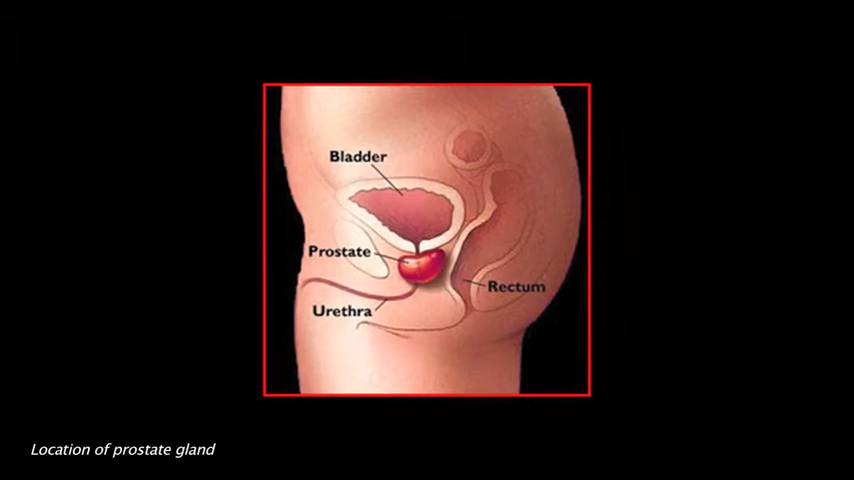 Bladder
Prostate
Rectum
Urethra
Location of prostate gland